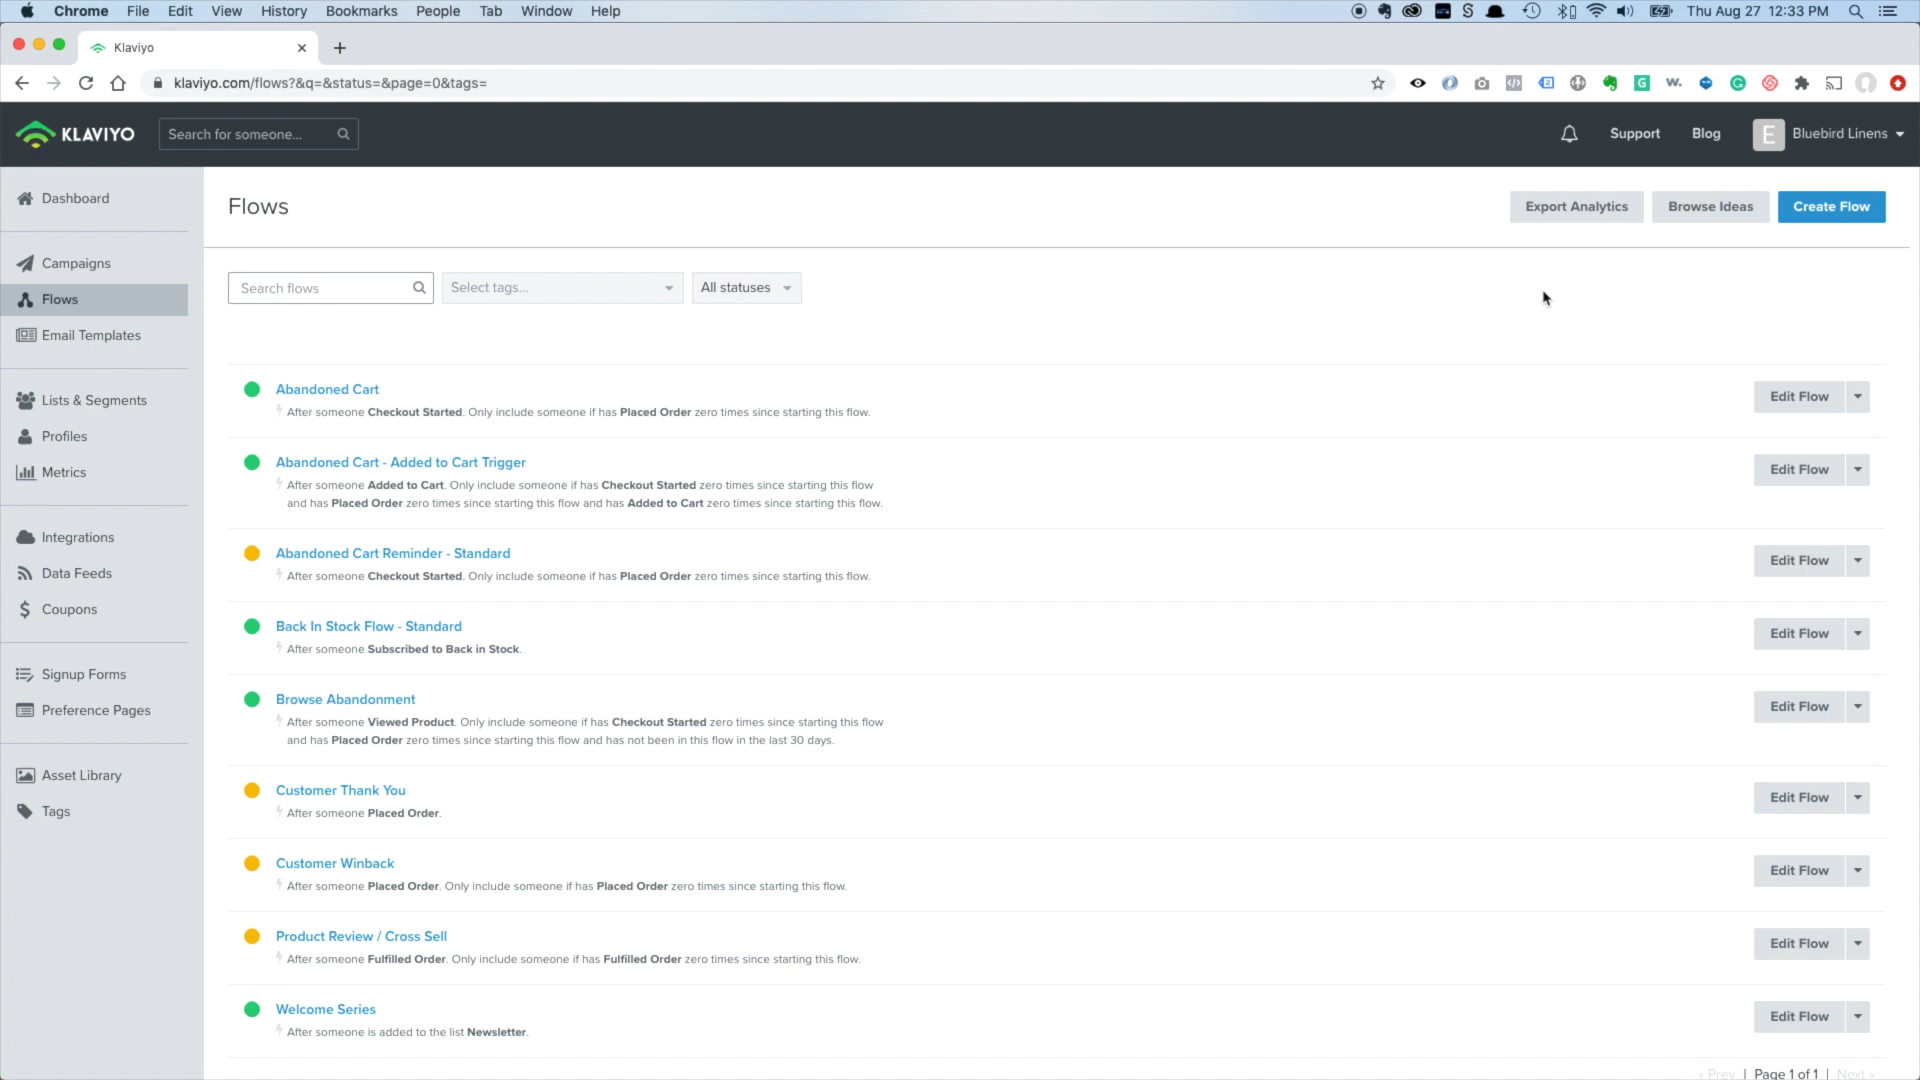 Chrome File Edit View History Bookmarks People Tab Window Help
Thu Aug 27 12:33 PM
Klaviyo
klaviyo.com/flows?&q=&status=&page=0&tags=
KLAVIYO
Search for someone...
Support
Blog
E
Bluebird Linens
Dashboard
Campaigns
Flows
Email Templates
Lists & Segments
Profiles
Metrics
Integrations
Data Feeds
Coupons
Signup Forms
Preference Pages
Asset Library
Tags
Flows
Export Analytics
Browse Ideas
Create Flow
Search flows
Select tags...
All statuses
Abandoned Cart
After someone Checkout Started. Only include someone if has Placed Order zero times since starting this flow.
Edit Flow
Abandoned Cart - Added to Cart Trigger
After someone Added to Cart. Only include someone if has Checkout Started zero times since starting this flow
and has Placed Order zero times since starting this flow and has Added to Cart zero times since starting this flow.
Edit Flow
Abandoned Cart Reminder - Standard
After someone Checkout Started. Only include someone if has Placed Order zero times since starting this flow.
Edit Flow
Back In Stock Flow - Standard
After someone Subscribed to Back in Stock.
Edit Flow
Browse Abandonment
After someone Viewed Product. Only include someone if has Checkout Started zero times since starting this flow
and has Placed Order zero times since starting this flow and has not been in this flow in the last 30 days.
Edit Flow
Customer Thank You
After someone Placed Order.
Edit Flow
Customer Winback
After someone Placed Order. Only include someone if has Placed Order zero times since starting this flow.
Edit Flow
Product Review / Cross Sell
After someone Fulfilled Order. Only include someone if has Fulfilled Order zero times since starting this flow.
Edit Flow
Welcome Series
After someone is added to the list Newsletter.
Edit Flow
« Prev | Page 1 of 1 | Next »